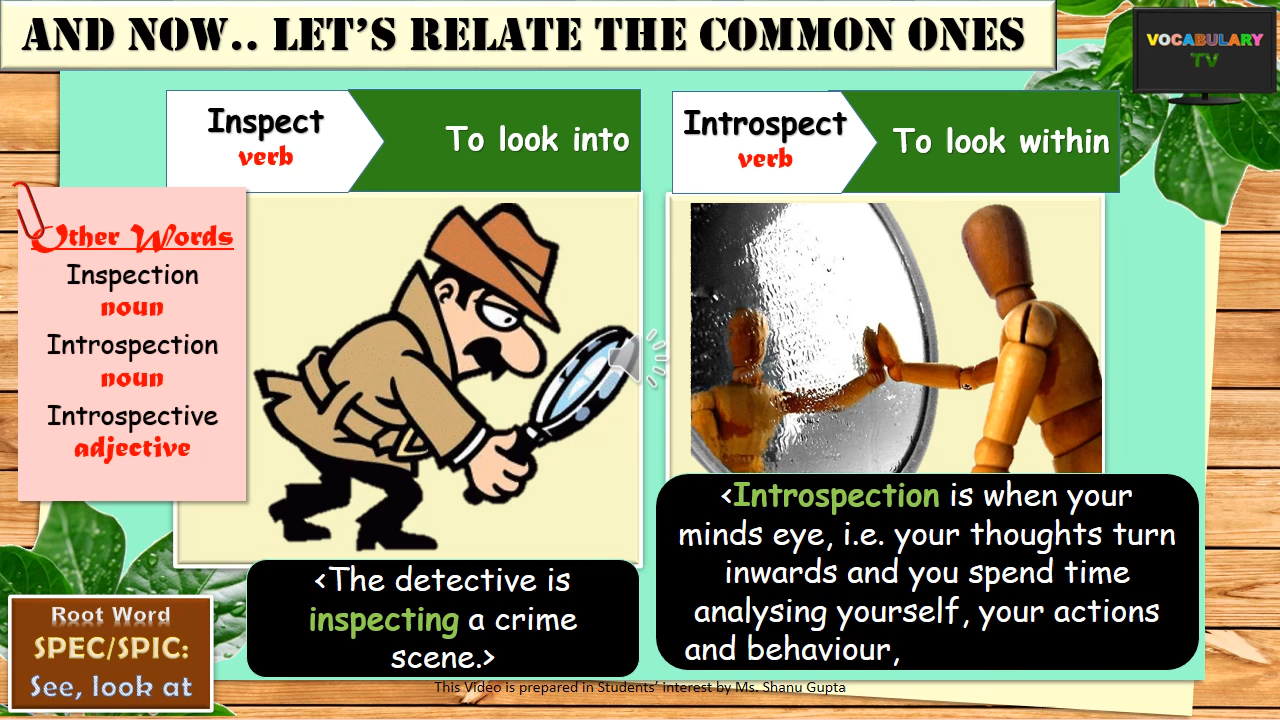 AND NOW.. LET'S RELATE THE COMMON ONES
VOCABULARY
TV
Inspect
verb
To look into
Introspect
verb
To look within
Other Words
Inspection
noun
Introspection
noun
Introspective
adjective
<The detective is
inspecting a crime
scene.>
<Introspection is when your
minds eye, i.e. your thoughts turn
inwards and you spend time
analysing yourself, your actions
and behaviour,
Root Word
SPEC/SPIC:
See, look at
This Video is prepared in Students' interest by Ms. Shanu Gupta